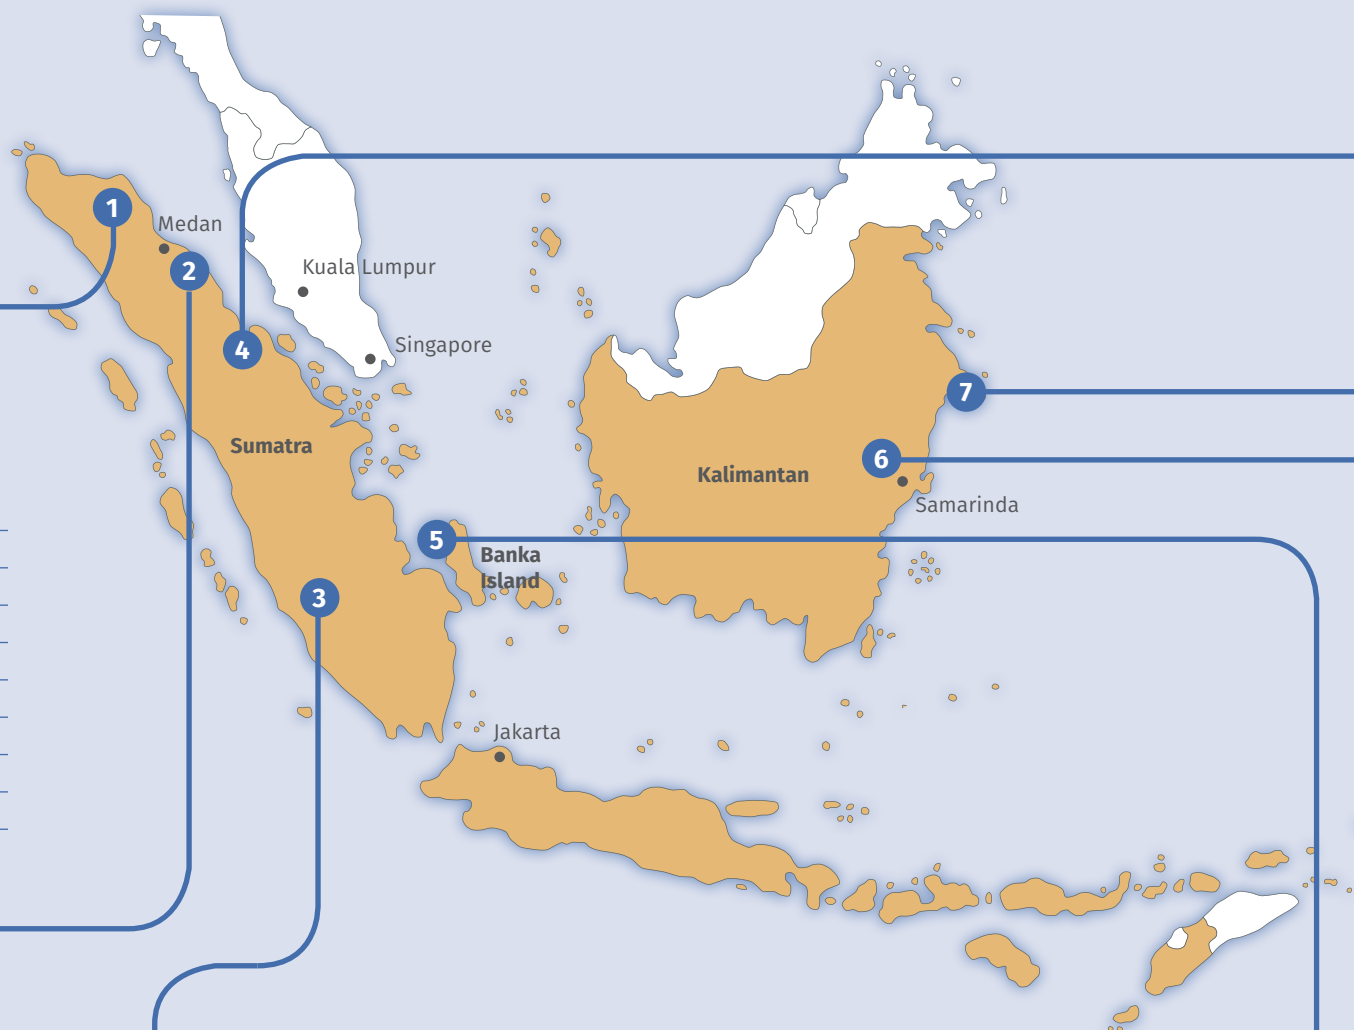 1
Medan
2
Kuala Lumpur
Singapore
4
7
Sumatra
6
Kalimantan
Samarinda
5
Banka
Island
3
Jakarta